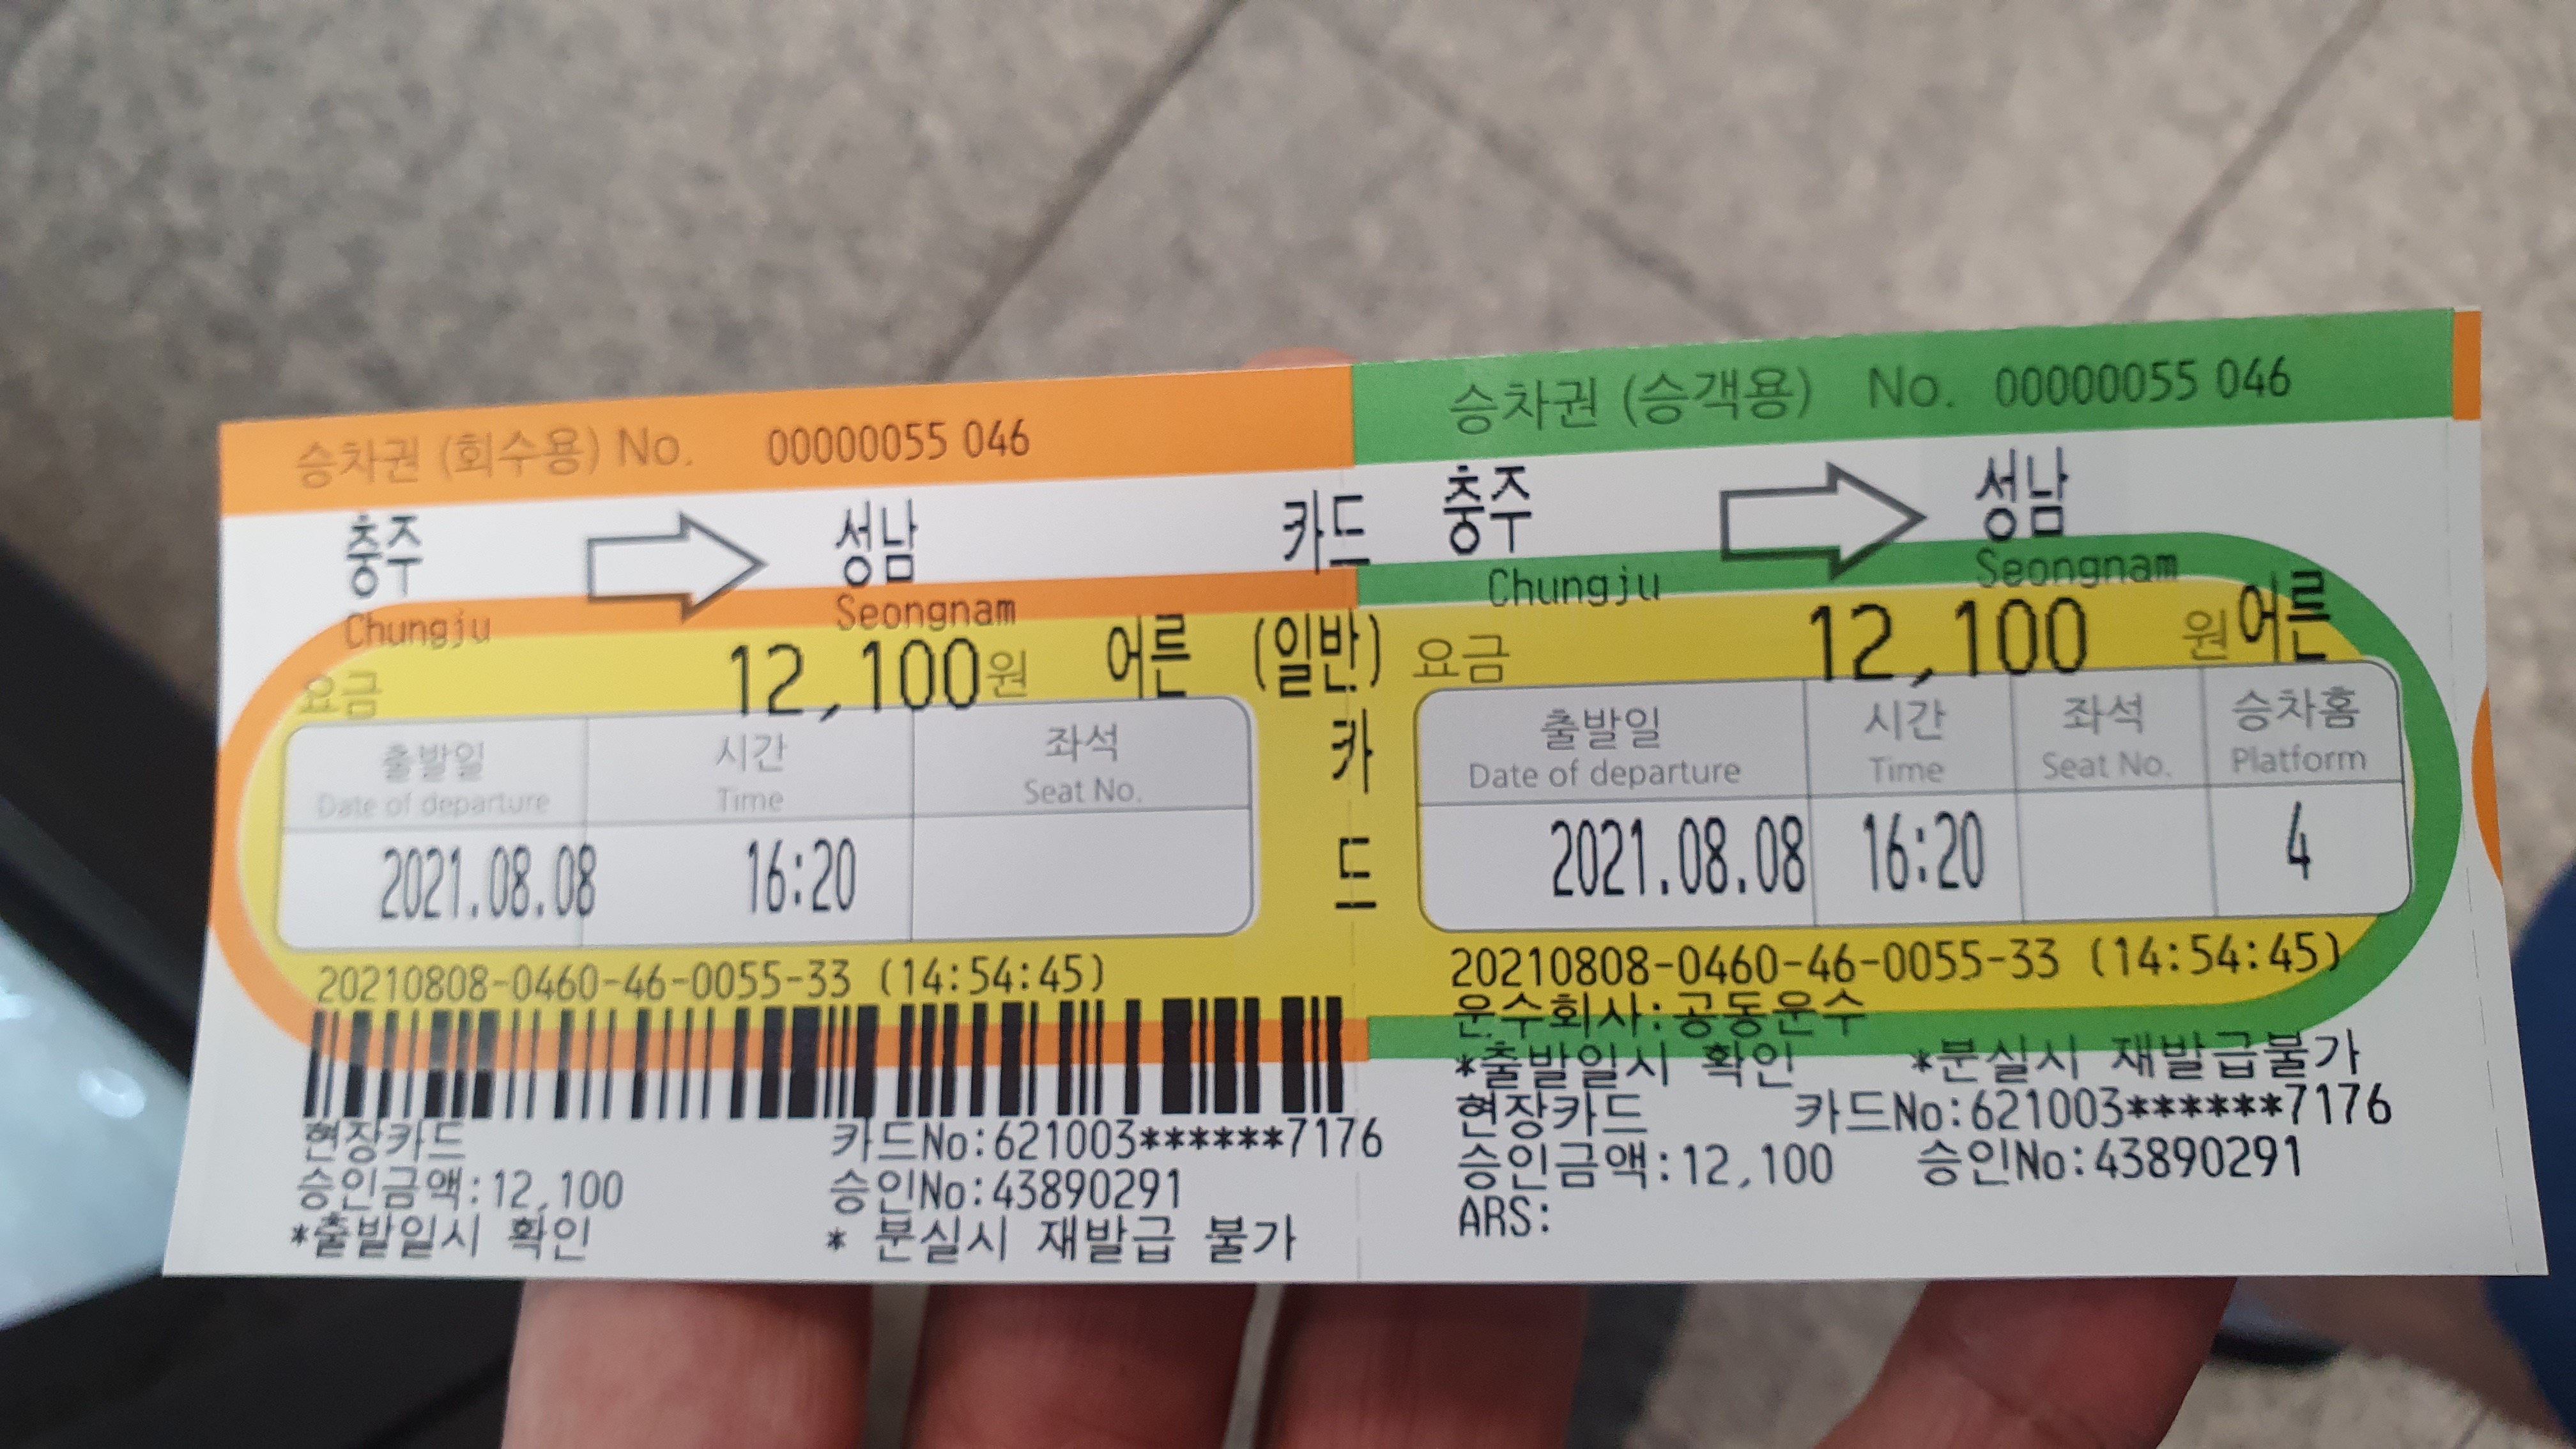 승차권 (회수용) No. 00000055 046
충주 성남 카드
Chungju Seongnam
요금 12,100원 어른 (일반)
출발일 시간 좌석
Date of departure Time Seat No.
2021.08.08 16:20
카
드
20210808-0460-46-0055-33 (14:54:45)
현장카드 카드No:621003******7176
승인금액:12,100 승인No:43890291
*출발일시 확인 * 분실시 재발급 불가
승차권 (승객용) No. 00000055 046
충주 성남
Chungju Seongnam
요금 12,100 원 어른
출발일 시간 좌석 승차홈
Date of departure Time Seat No. Platform
2021.08.08 16:20 4
20210808-0460-46-0055-33 (14:54:45)
운수회사:공동운수
*출발일시 확인 *분실시 재발급불가
현장카드 카드No:621003******7176
승인금액:12,100 승인No:43890291
ARS: